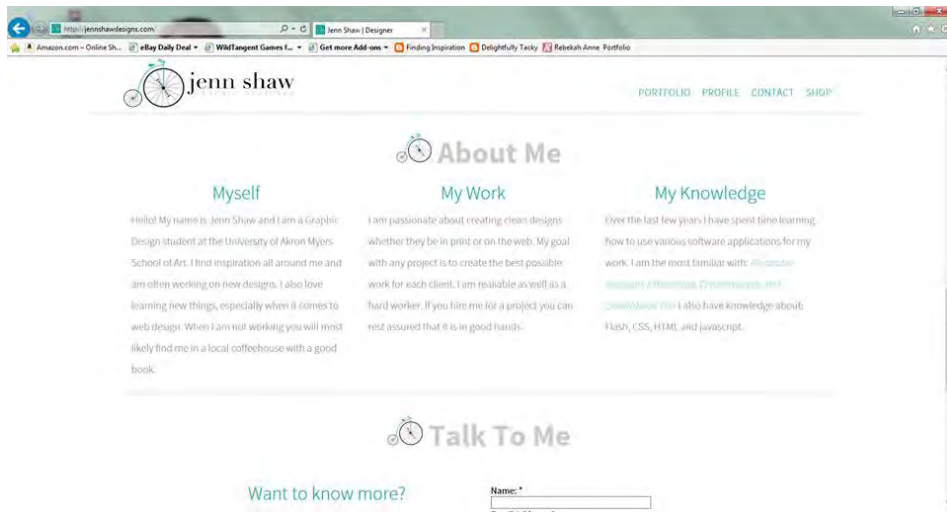 http://jennshawdesigns.com/
Jenn Shaw | Designer
Amazon.com – Online Sh...
eBay Daily Deal
WildTangent Games f...
Get more Add-ons
Finding Inspiration
Delightfully Tacky
Rebekah Anne Portfolio
jenn shaw
PORTFOLIO PROFILE CONTACT SHOP
About Me
Myself
Hello! My name is Jenn Shaw and I am a Graphic
Design student at the University of Akron Myers
School of Art. I find inspiration all around me and
am often working on new designs. I also love
learning new things, especially when it comes to
web design. When I am not working you will most
likely find me in a local coffeehouse with a good
book.
My Work
I am passionate about creating clean designs
whether they be in print or on the web. My goal
with any project is to create the best possible
work for each client. I am realiable as well as a
hard worker. If you hire me for a project you can
rest assured that it is in good hands.
My Knowledge
Over the last few years I have spent time learning
how to use various software applications for my
work. I am the most familiar with:
I also have knowledge about:
Flash, CSS, HTML and javascript.
Talk To Me
Want to know more?
Name: *